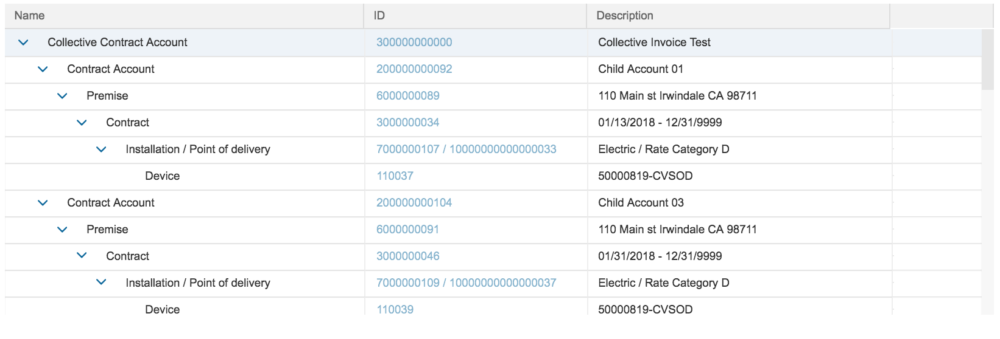 Name ID Description
Collective Contract Account 300000000000 Collective Invoice Test
Contract Account 200000000092 Child Account 01
Premise 6000000089 110 Main st Irwindale CA 98711
Contract 3000000034 01/13/2018 - 12/31/9999
Installation / Point of delivery 7000000107 / 10000000000000033 Electric / Rate Category D
Device 110037 50000819-CVSOD
Contract Account 200000000104 Child Account 03
Premise 6000000091 110 Main st Irwindale CA 98711
Contract 3000000046 01/31/2018 - 12/31/9999
Installation / Point of delivery 7000000109 / 10000000000000037 Electric / Rate Category D
Device 110039 50000819-CVSOD